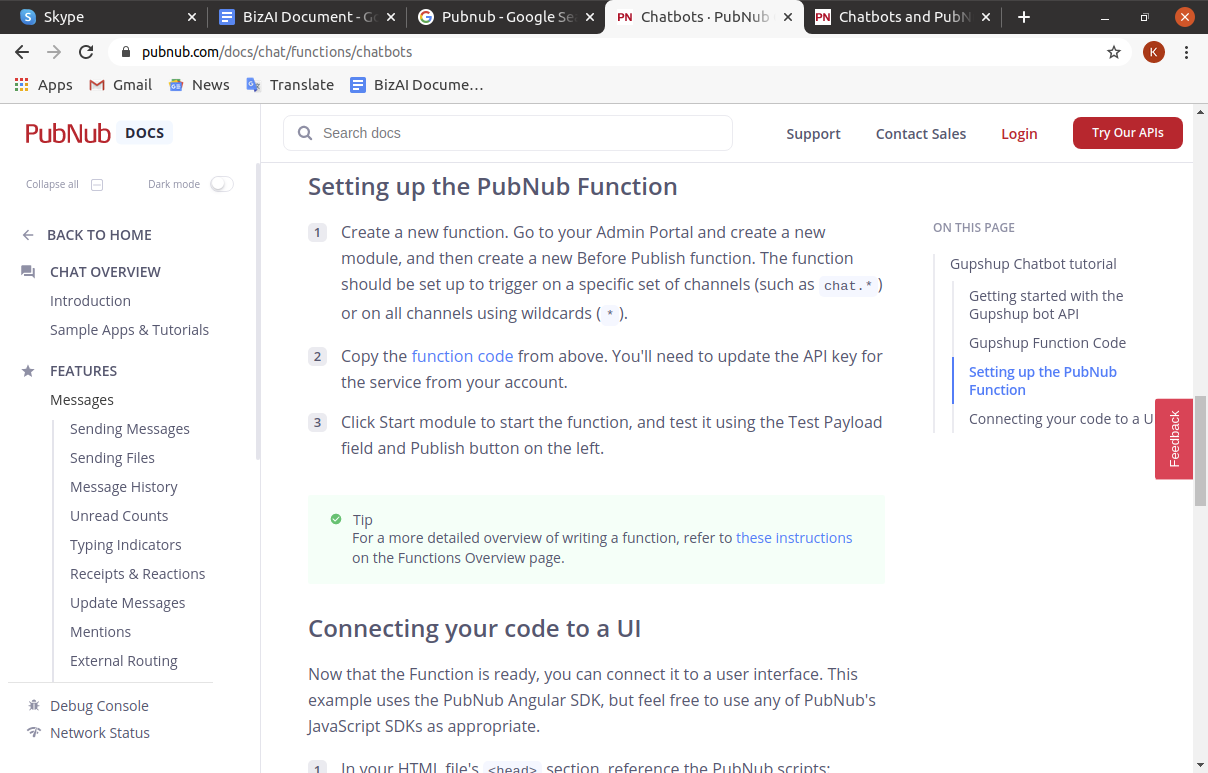 Skype
BizAI Document - Go
Pubnub - Google Se
Chatbots · PubNub
Chatbots and PubN
pubnub.com/docs/chat/functions/chatbots
K
Apps
Gmail
News
Translate
BizAI Docume…
PubNub DOCS
Search docs
Support
Contact Sales
Login
Try Our APIs
Collapse all
Dark mode
BACK TO HOME
CHAT OVERVIEW
Introduction
Sample Apps & Tutorials
FEATURES
Messages
Sending Messages
Sending Files
Message History
Unread Counts
Typing Indicators
Receipts & Reactions
Update Messages
Mentions
External Routing
Debug Console
Network Status
Setting up the PubNub Function
1 Create a new function. Go to your Admin Portal and create a new
module, and then create a new Before Publish function. The function
should be set up to trigger on a specific set of channels (such as chat.* )
or on all channels using wildcards ( * ).
2 Copy the function code from above. You'll need to update the API key for
the service from your account.
3 Click Start module to start the function, and test it using the Test Payload
field and Publish button on the left.
Tip
For a more detailed overview of writing a function, refer to these instructions
on the Functions Overview page.
Connecting your code to a UI
Now that the Function is ready, you can connect it to a user interface. This
example uses the PubNub Angular SDK, but feel free to use any of PubNub's
JavaScript SDKs as appropriate.
1 In your HTML file's <head> section, reference the PubNub scripts:
ON THIS PAGE
Gupshup Chatbot tutorial
Getting started with the
Gupshup bot API
Gupshup Function Code
Setting up the PubNub
Function
Connecting your code to a U
Feedback